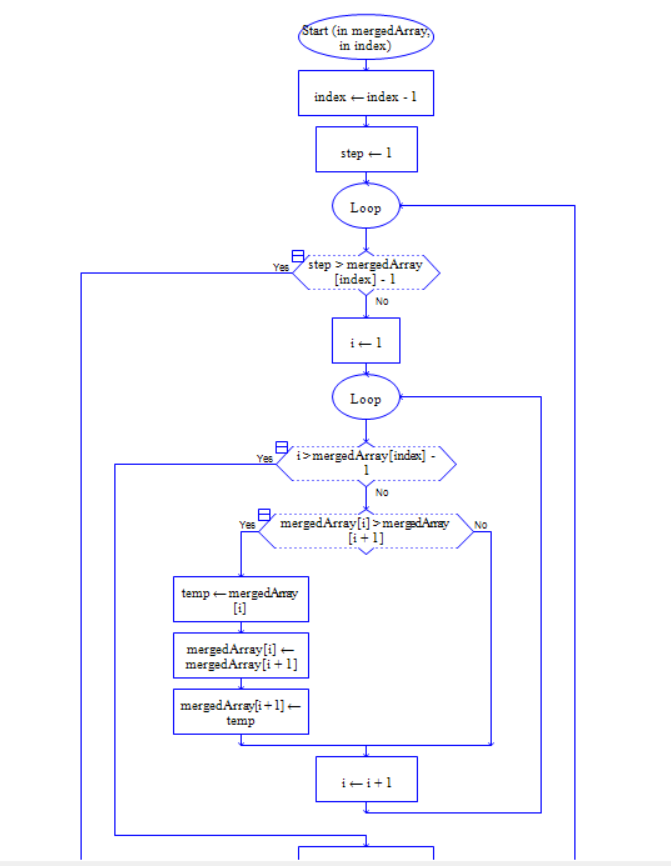 Start (in mergedArray,
in index)
index ← index - 1
step ← 1
Loop
step > mergedArray
[index] - 1
Yes
No
i ← 1
Loop
i > mergedArray[index] -
1
Yes
No
mergedArray[i] > mergedArray
[i + 1]
Yes
No
temp ← mergedArray
[i]
mergedArray[i] ←
mergedArray[i + 1]
mergedArray[i + 1] ←
temp
i ← i + 1